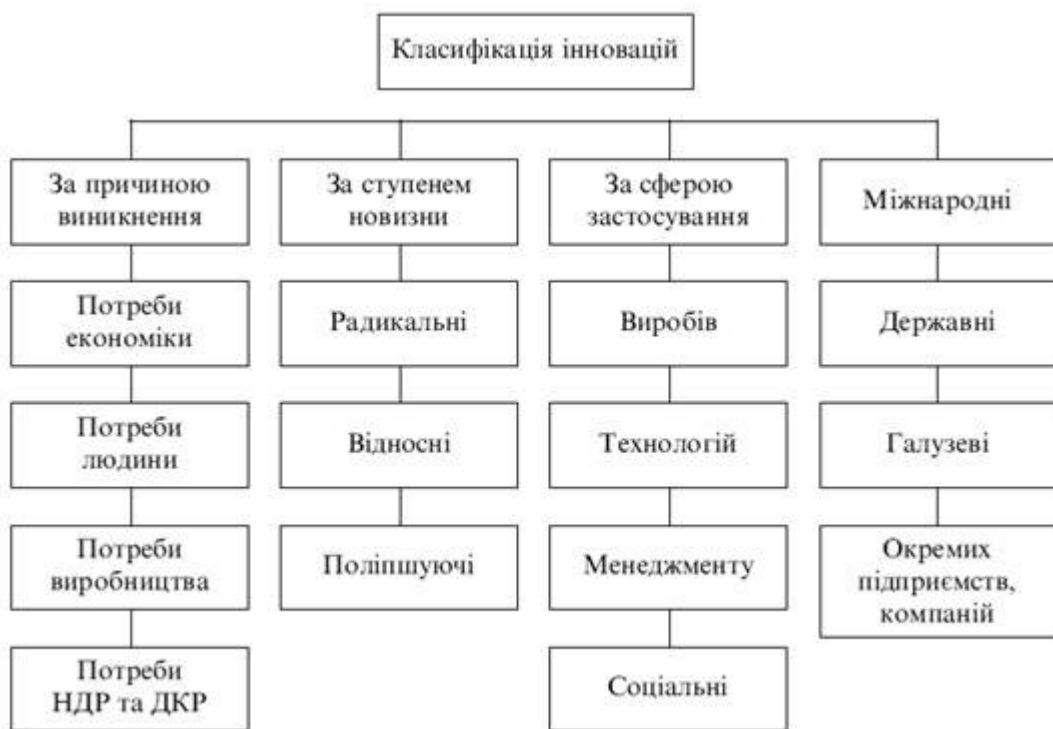 Класифікація інновацій
За причиною
виникнення
Потреби
економіки
Потреби
людини
Потреби
виробництва
Потреби
НДР та ДКР
За ступенем
новизни
Радикальні
Відносні
Поліпшуючі
За сферою
застосування
Виробів
Технологій
Менеджменту
Соціальні
Міжнародні
Державні
Галузеві
Окремих
підприємств,
компаній